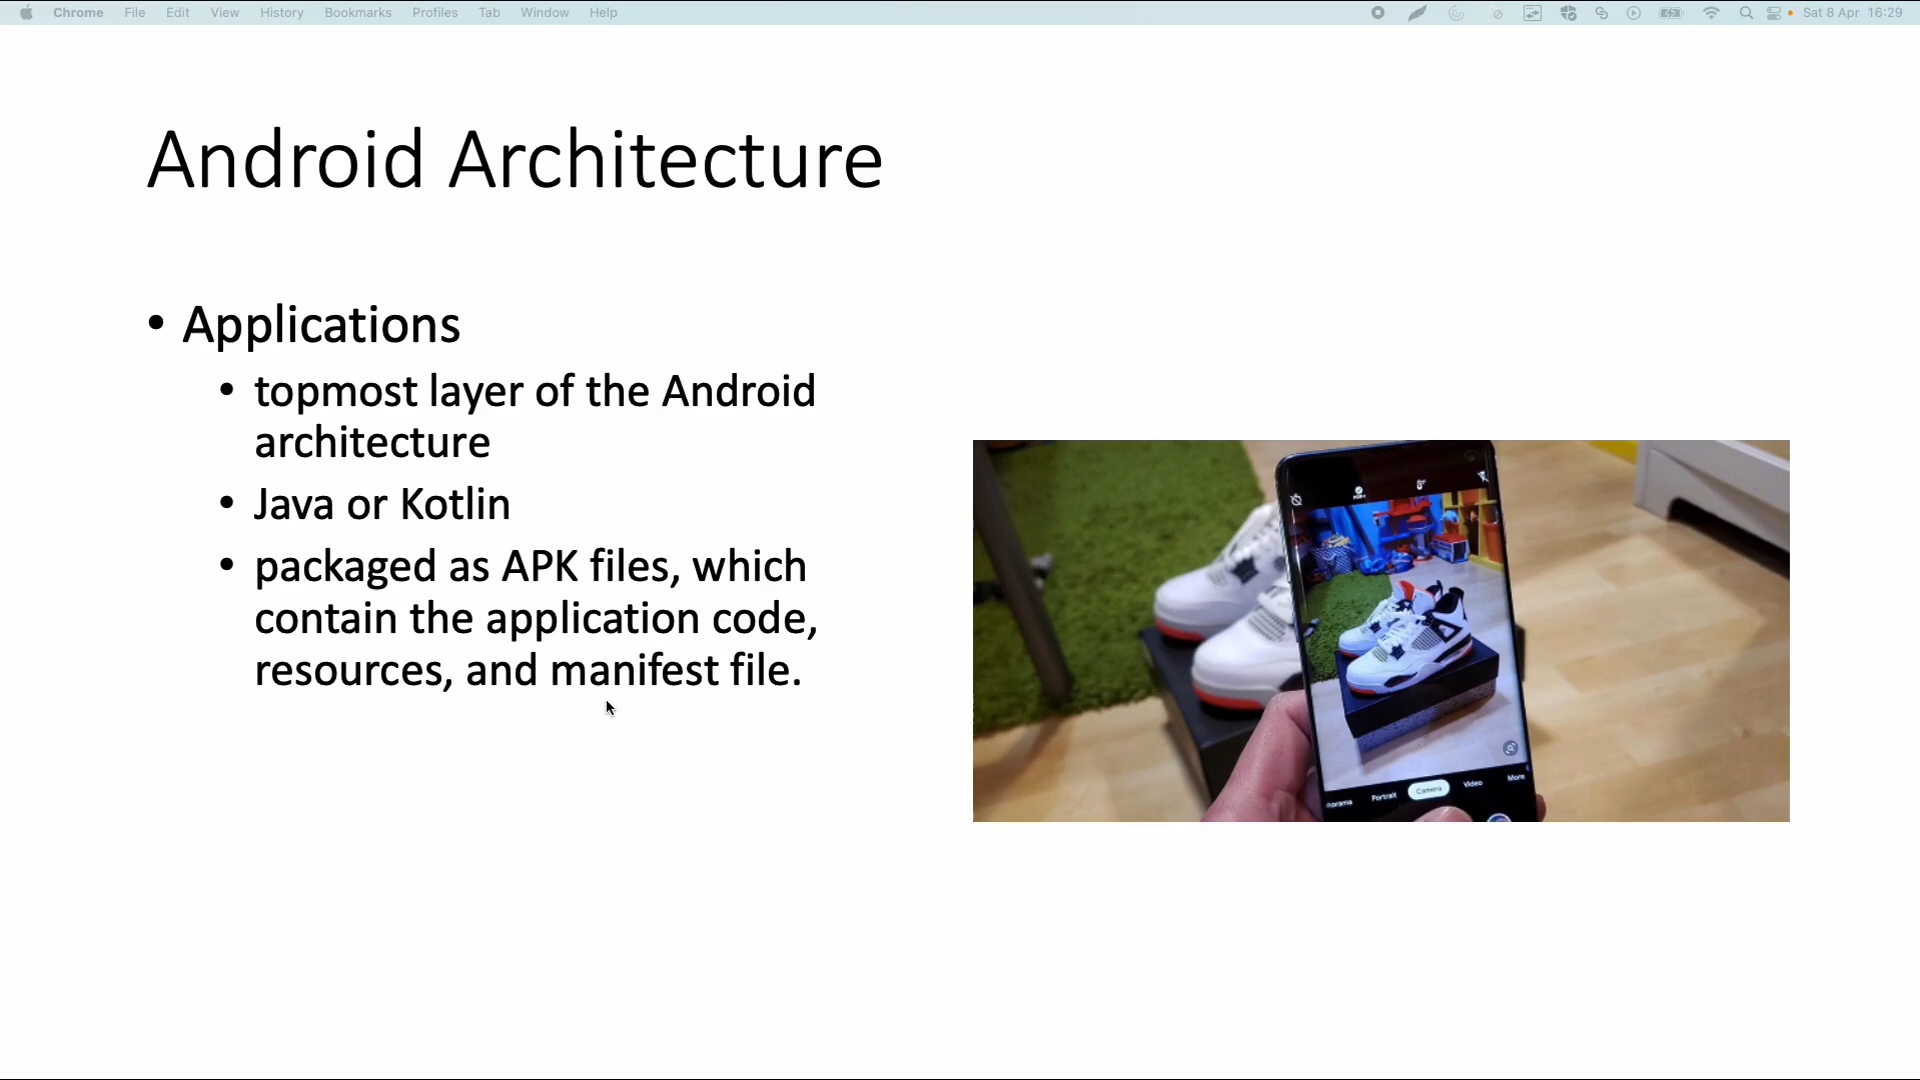 Chrome File Edit View History Bookmarks Profiles Tab Window Help Sat 8 Apr 16:29
Android Architecture
• Applications
• topmost layer of the Android
architecture
• Java or Kotlin
• packaged as APK files, which
contain the application code,
resources, and manifest file.
Portrait Camera Video More